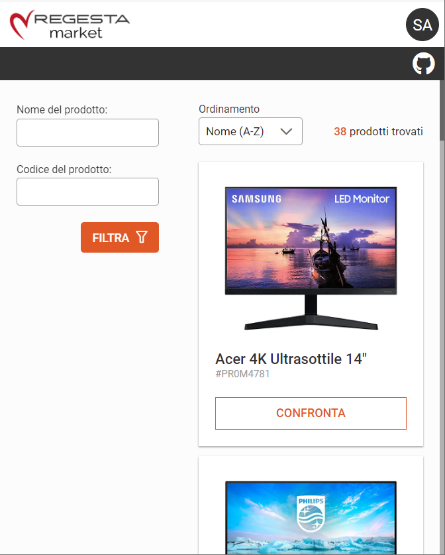 REGESTA
market
SA
Nome del prodotto:
Codice del prodotto:
FILTRA
Ordinamento
Nome (A-Z)
38 prodotti trovati
SAMSUNG
LED Monitor
Acer 4K Ultrasottile 14"
#PR0M4781
CONFRONTA
PHILIPS